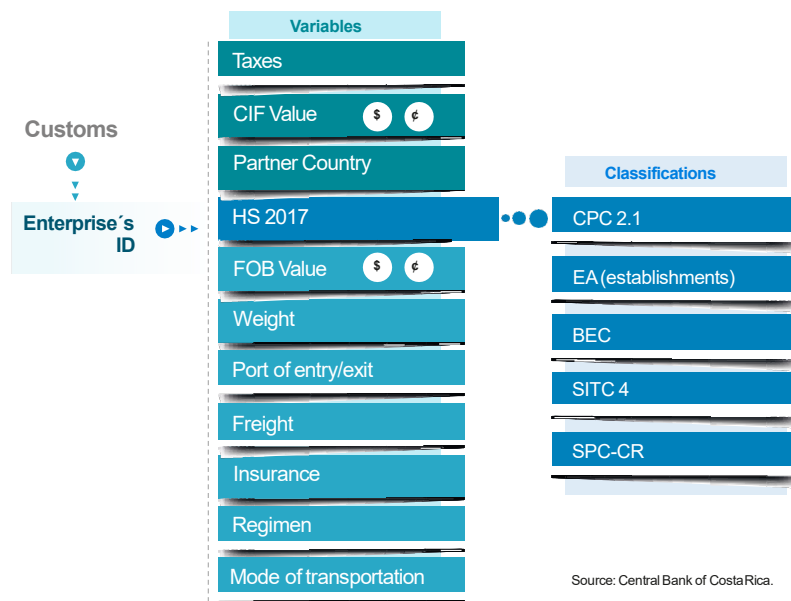 Variables
Taxes
CIF Value $ ₡
Customs
Partner Country
Classifications
Enterprise´s
ID
HS 2017
CPC 2.1
FOB Value $ ₡
EA (establishments)
Weight
BEC
Port of entry/exit
SITC 4
Freight
SPC-CR
Insurance
Regimen
Mode of transportation
Source: Central Bank of Costa Rica.